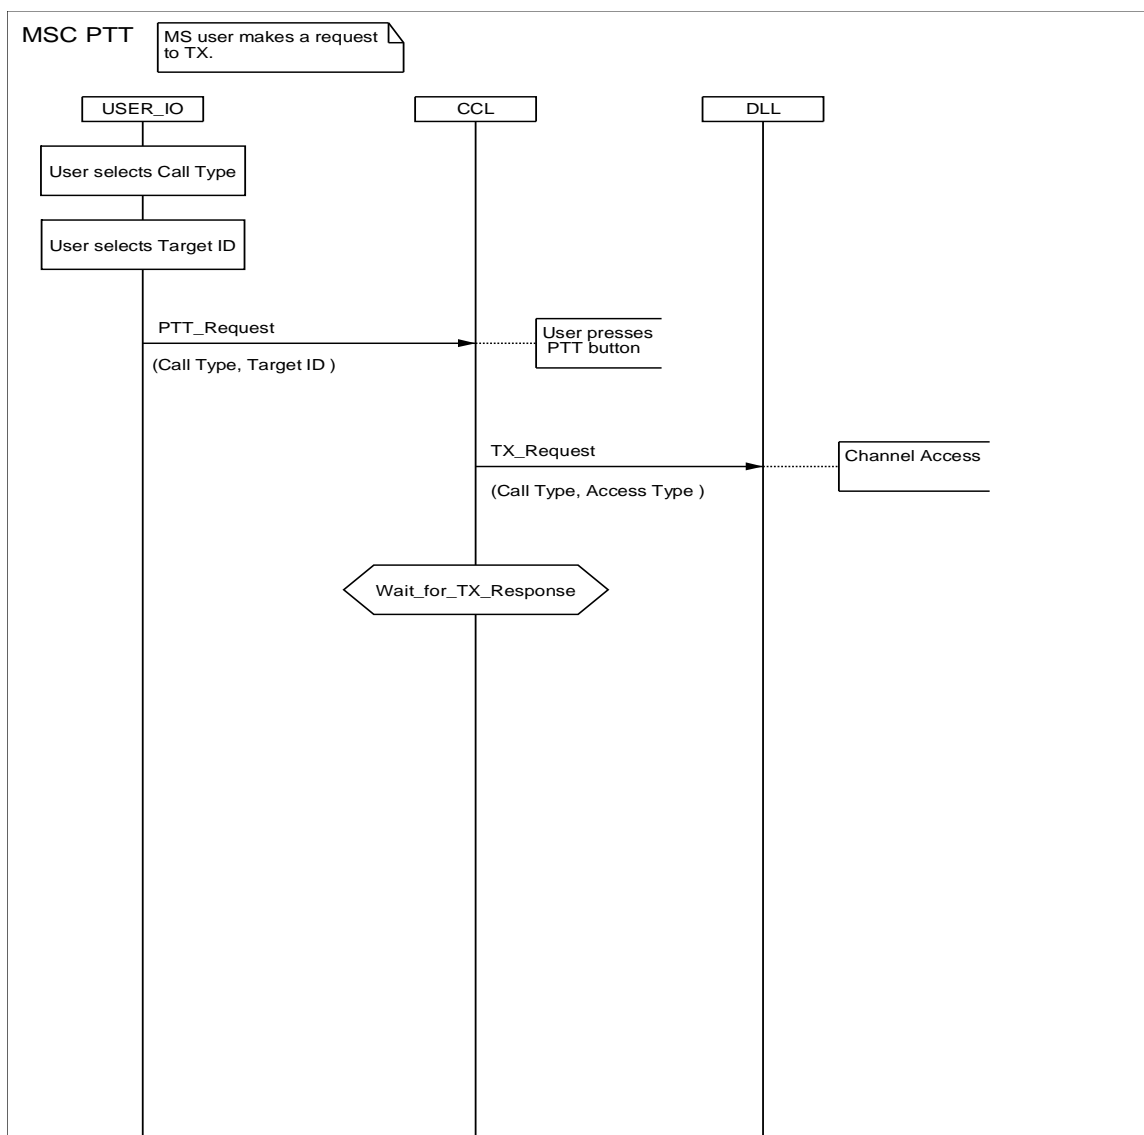 MSC PTT
MS user makes a request
to TX.
USER_IO
CCL
DLL
User selects Call Type
User selects Target ID
PTT_Request
(Call Type, Target ID )
User presses
PTT button
TX_Request
(Call Type, Access Type )
Channel Access
Wait_for_TX_Response